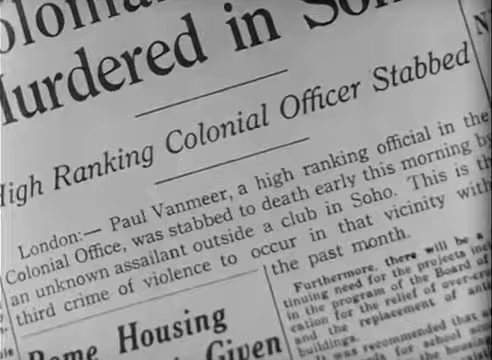 Murdered in
High Ranking Colonial Officer Stabbed
London:— Paul Vanmeer, a high ranking official in the
Colonial Office, was stabbed to death early this morning by
an unknown assailant outside a club in Soho. This is the
third crime of violence to occur in that vicinity with
the past month.
Furthermore, there will be a
tinuing need for the projects
in the program of the Board of
cation for the relief of
and the replacement of
buildings.
was recommended that
for school
Housing
Given